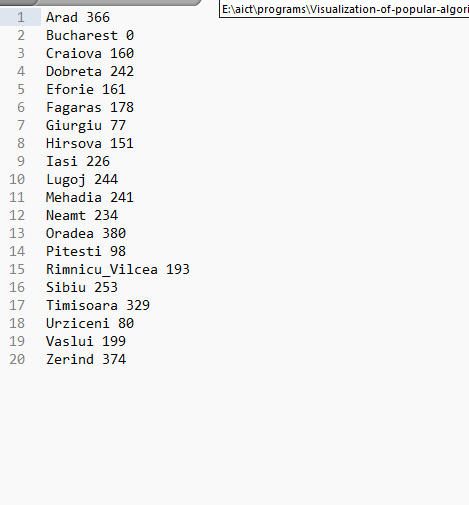 E:\aict\programs\Visualization-of-popular-algori
1 Arad 366
2 Bucharest 0
3 Craiova 160
4 Dobreta 242
5 Eforie 161
6 Fagaras 178
7 Giurgiu 77
8 Hirsova 151
9 Iasi 226
10 Lugoj 244
11 Mehadia 241
12 Neamt 234
13 Oradea 380
14 Pitesti 98
15 Rimnicu_Vilcea 193
16 Sibiu 253
17 Timisoara 329
18 Urziceni 80
19 Vaslui 199
20 Zerind 374